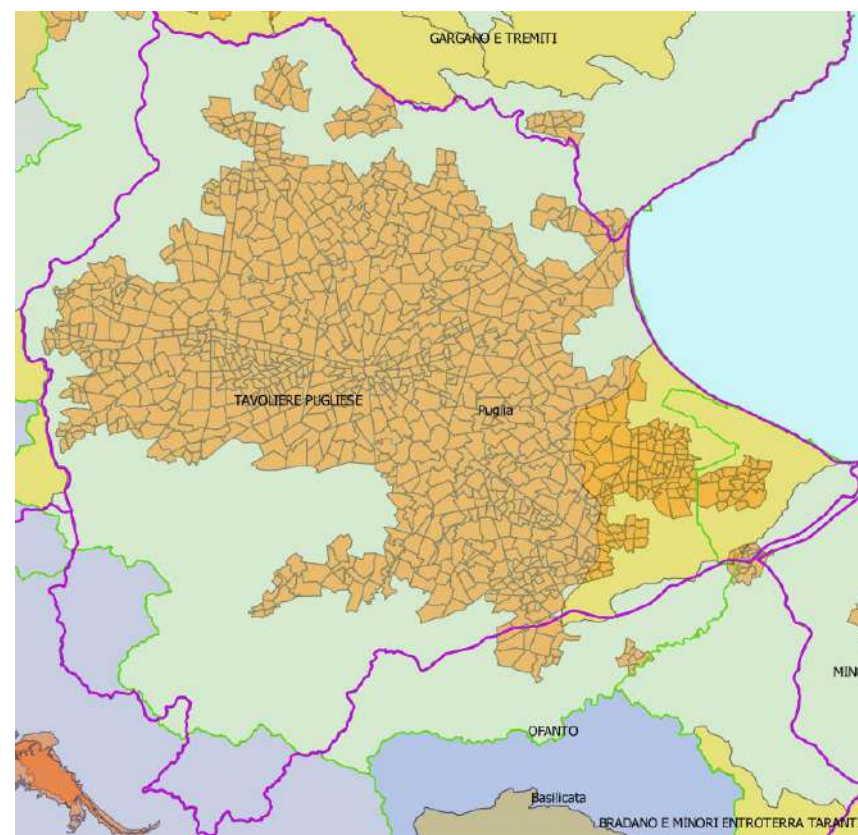 GARGANO E TREMITI
TAVOLIERE PUGLIESE
Puglia
MIN
OFANTO
Basilicata
BRADANO E MINORI ENTROTERRA TARANT